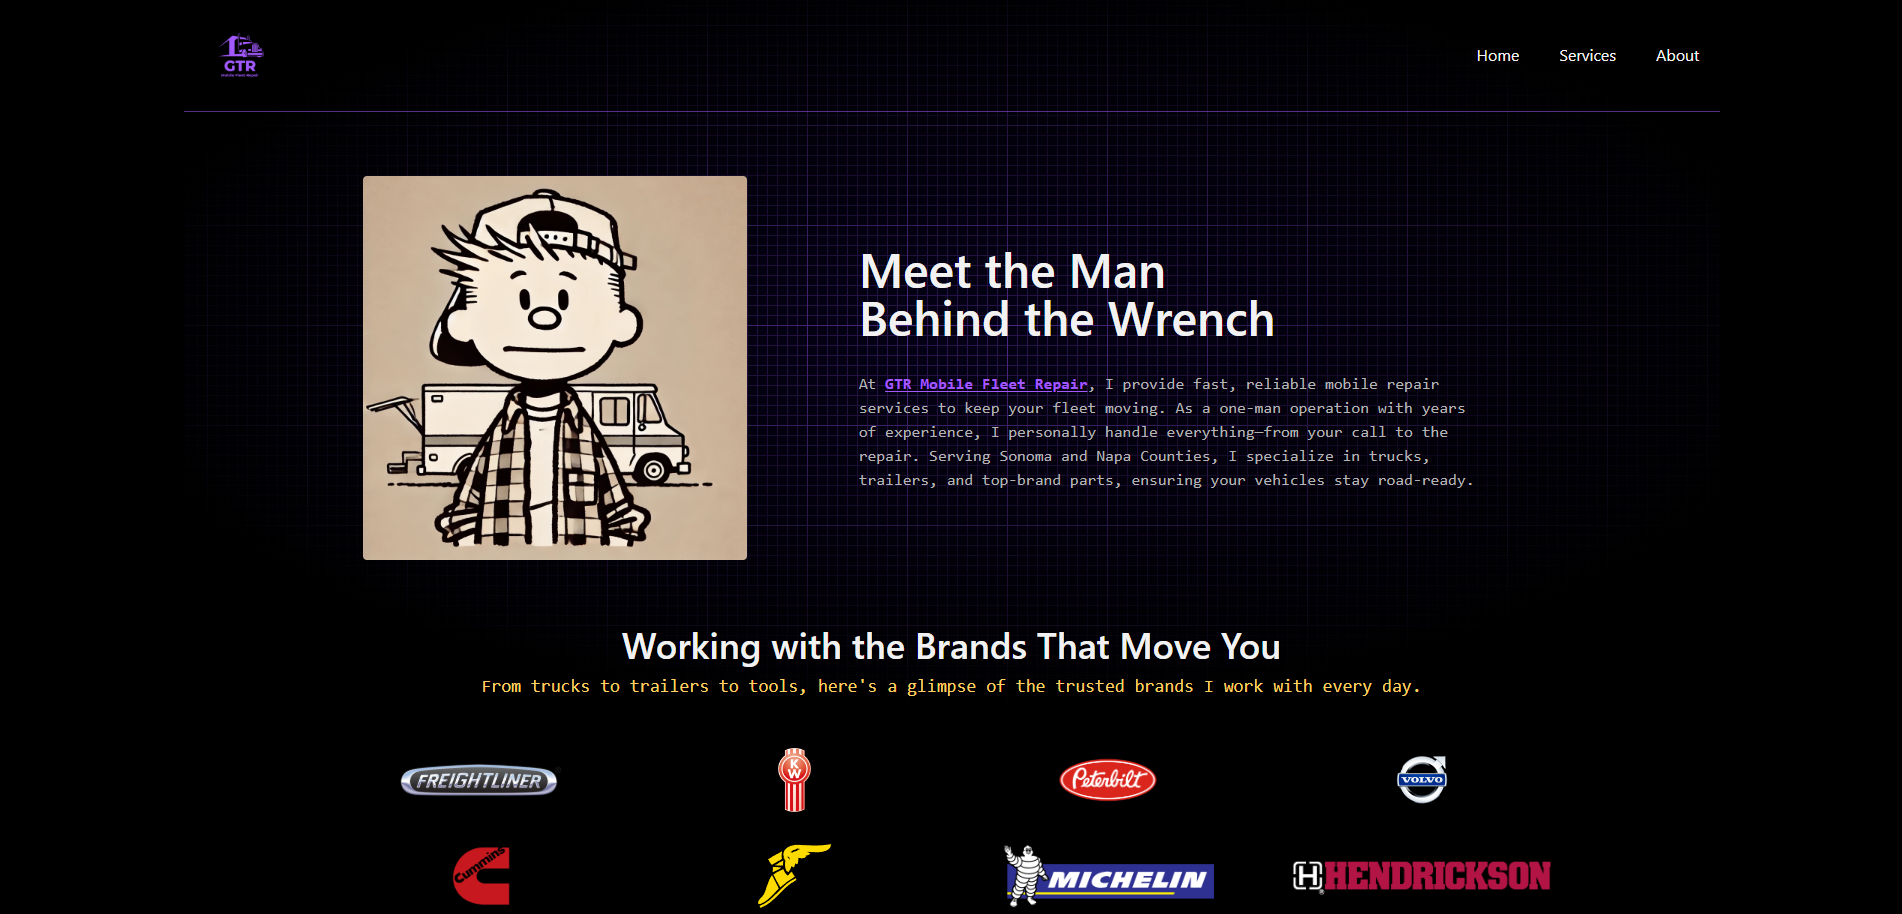 GTR
Home
Services
About
Meet the Man
Behind the Wrench
At GTR Mobile Fleet Repair, I provide fast, reliable mobile repair
services to keep your fleet moving. As a one-man operation with years
of experience, I personally handle everything—from your call to the
repair. Serving Sonoma and Napa Counties, I specialize in trucks,
trailers, and top-brand parts, ensuring your vehicles stay road-ready.
Working with the Brands That Move You
From trucks to trailers to tools, here's a glimpse of the trusted brands I work with every day.
FREIGHTLINER
KW
Peterbilt
VOLVO
Cummins
MICHELIN
H HENDRICKSON